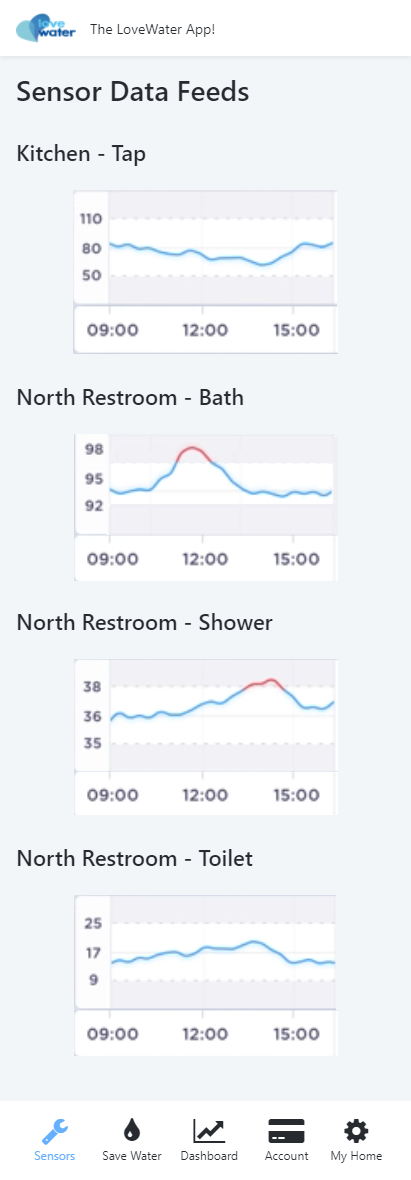 love
water
The LoveWater App!
Sensor Data Feeds
Kitchen - Tap
110
80
50
09:00 12:00 15:00
North Restroom - Bath
98
95
92
09:00 12:00 15:00
North Restroom - Shower
38
36
35
09:00 12:00 15:00
North Restroom - Toilet
25
17
9
09:00 12:00 15:00
Sensors Save Water Dashboard Account My Home